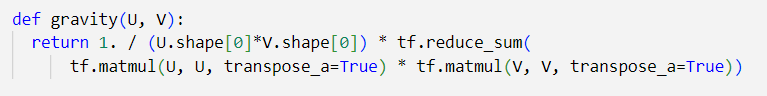 def gravity(U, V):
return 1. / (U.shape[0]*V.shape[0]) * tf.reduce_sum(
tf.matmul(U, U, transpose_a=True) * tf.matmul(V, V, transpose_a=True))